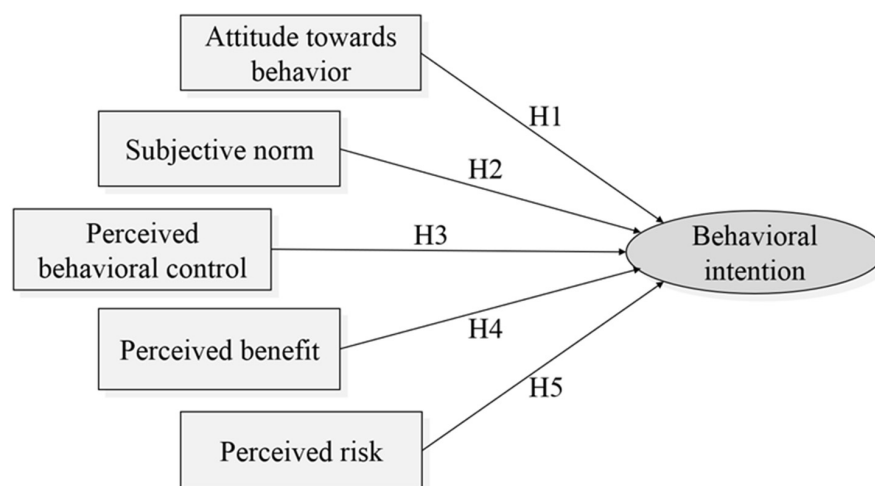 Attitude towards
behavior
H1
Subjective norm
H2
Perceived
behavioral control
H3
Behavioral
intention
Perceived benefit
H4
H5
Perceived risk